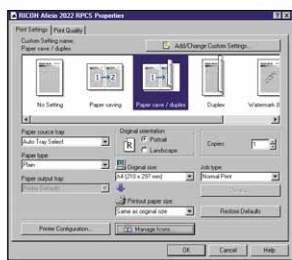 RICOH Aficio 2022 RPCS Properties
Print Settings Print Quality
Custom Setting name:
Paper save / duplex
Add/Change Custom Settings...
No Setting
Paper saving
Paper save / duplex
Duplex
Watermark
Paper source tray:
Auto Tray Select
Original orientation:
Portrait
Landscape
Copies:
1
Paper type:
Plain
Original size:
A4 (210 x 297 mm)
Job type:
Normal Print
Paper output tray:
Printer Defaults
Details...
Printout paper size:
Same as original size
Restore Defaults
Printer Configuration...
Manage Icons...
OK
Cancel
Help